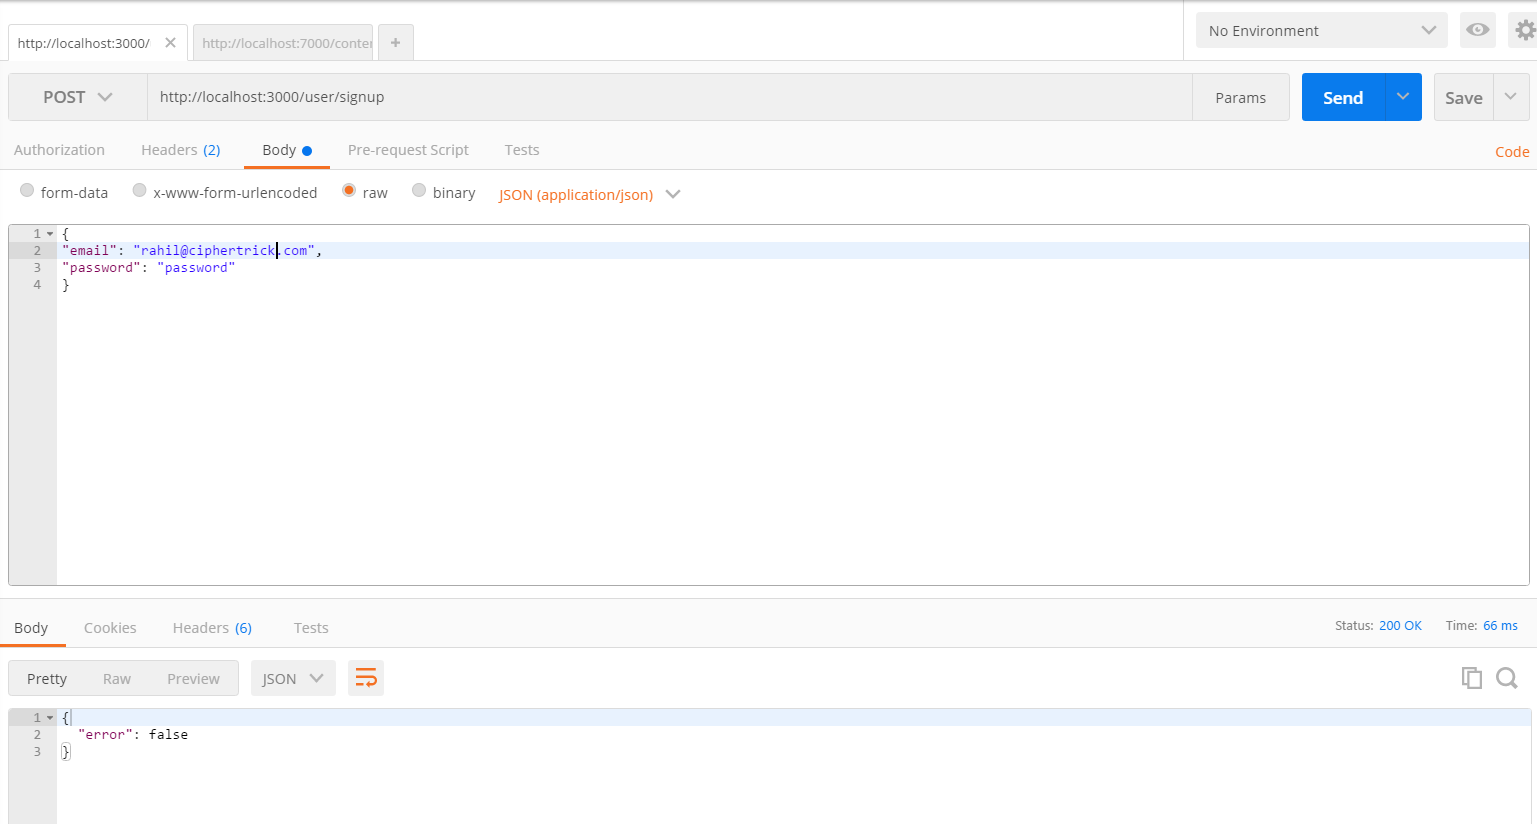 http://localhost:3000/
http://localhost:7000/conte
No Environment
POST
http://localhost:3000/user/signup
Params
Send
Save
Authorization
Headers (2)
Body
Pre-request Script
Tests
Code
form-data
x-www-form-urlencoded
raw
binary
JSON (application/json)
1 {
2 "email": "rahil@ciphertrick.com",
3 "password": "password"
4 }
Body
Cookies
Headers (6)
Tests
Status: 200 OK
Time: 66 ms
Pretty
Raw
Preview
JSON
1 {
2 "error": false
3 }